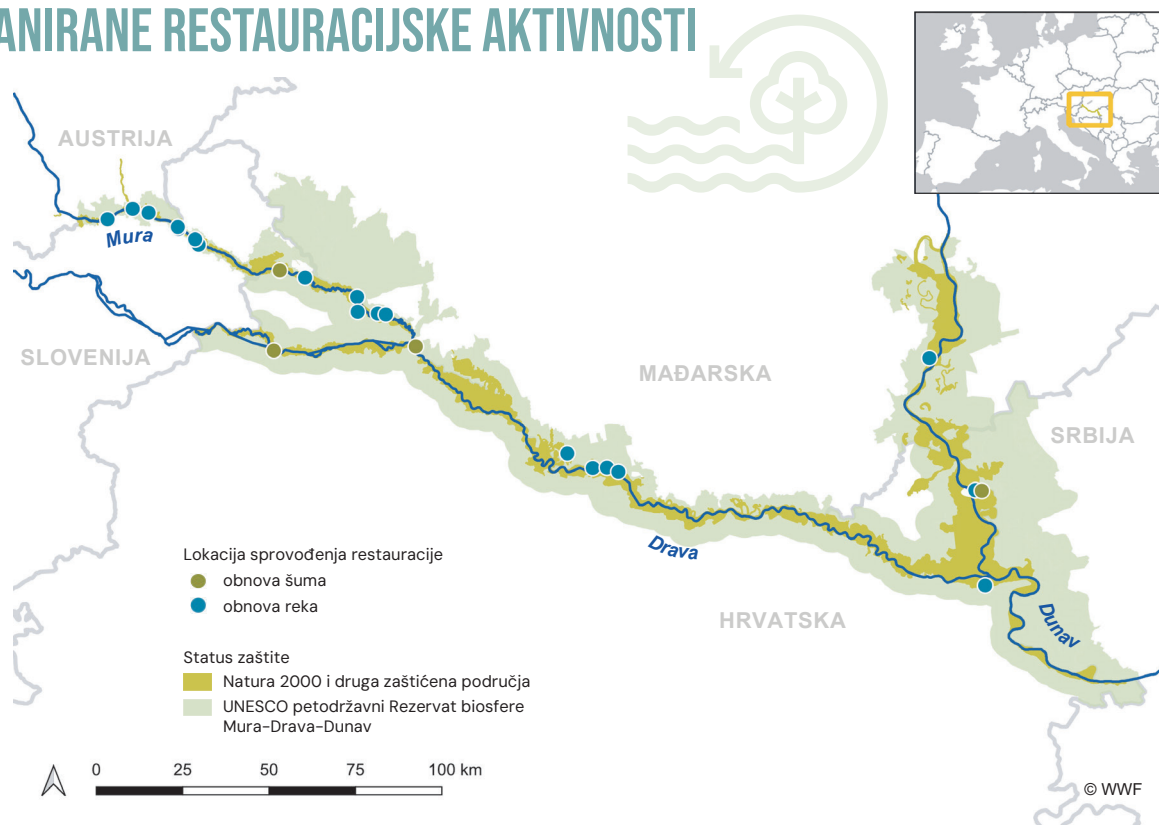 ANIRANE RESTAURACIJSKE AKTIVNOSTI
AUSTRIJA
Mura
SLOVENIJA
MAĐARSKA
SRBIJA
Drava
HRVATSKA
Dunav
Lokacija sprovođenja restauracije
obnova šuma
obnova reka
Status zaštite
Natura 2000 i druga zaštićena područja
UNESCO petodržavni Rezervat biosfere
Mura-Drava-Dunav
0 25 50 75 100 km
© WWF